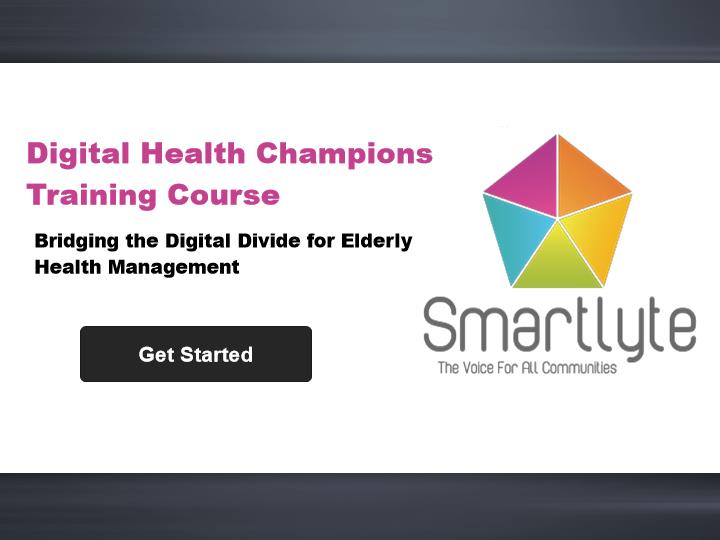 Digital Health Champions
Training Course
Bridging the Digital Divide for Elderly
Health Management
Get Started
Smartlyte
The Voice For All Communities